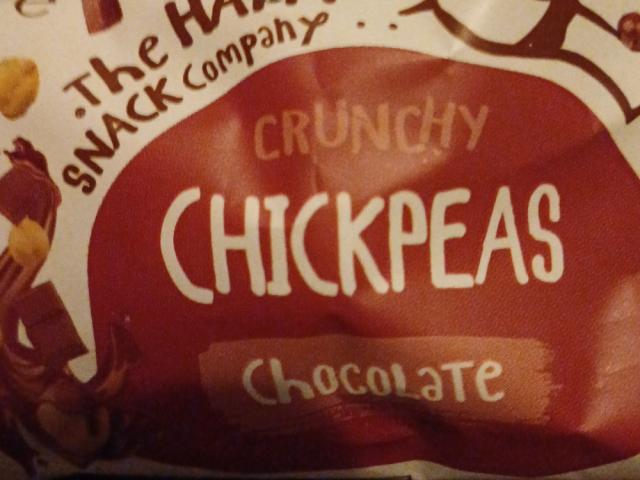 The
SNACK Company
CRUNCHY
CHICKPEAS
Chocolate